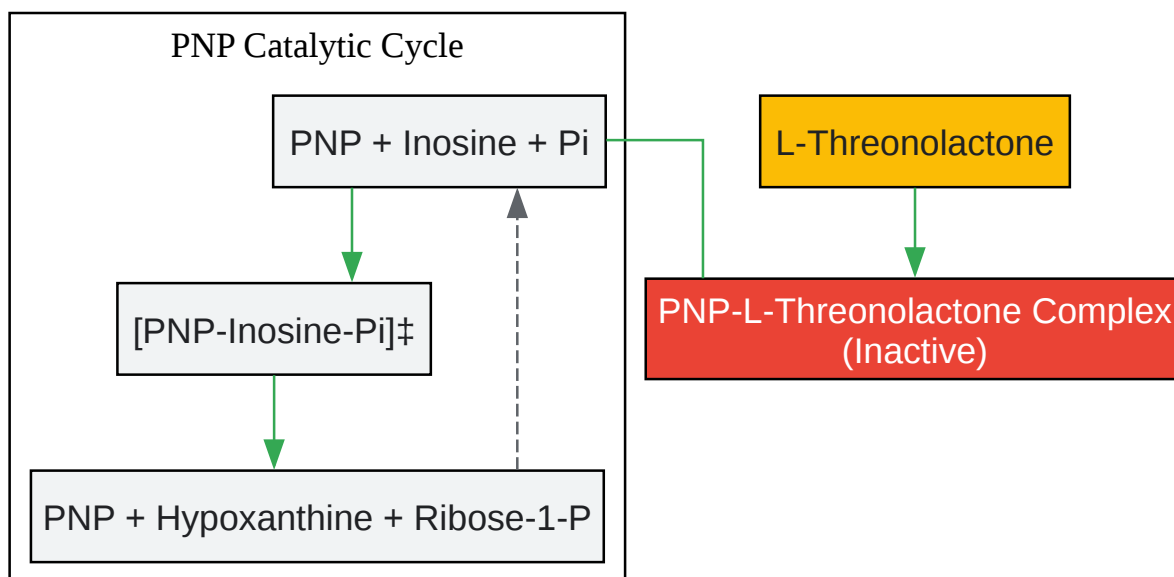 PNP Catalytic Cycle
PNP + Inosine + Pi
L-Threonolactone
[PNP-Inosine-Pi]‡
PNP-L-Threonolactone Complex
(Inactive)
PNP + Hypoxanthine + Ribose-1-P